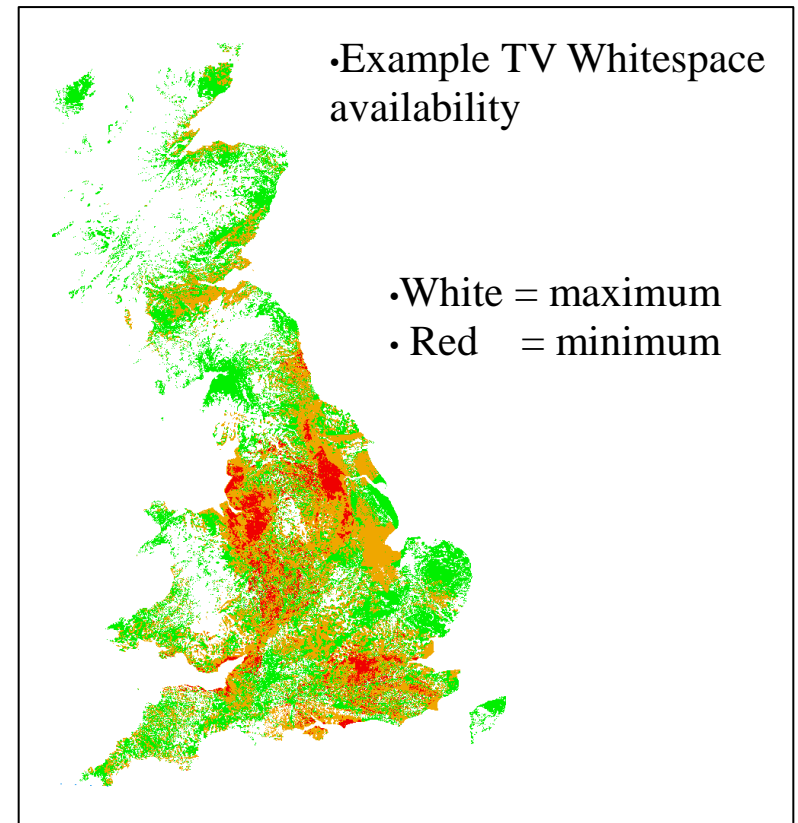 •Example TV Whitespace
availability
•White = maximum
• Red = minimum